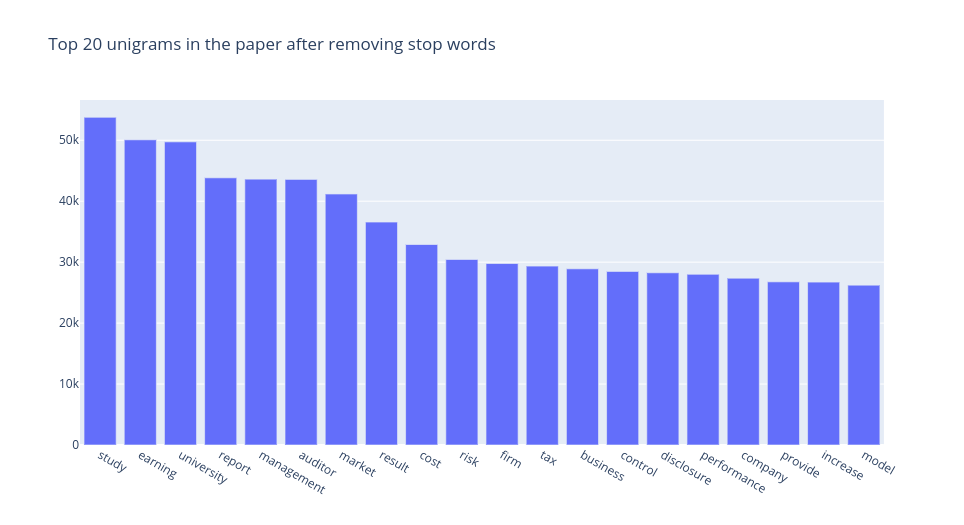 Top 20 unigrams in the paper after removing stop words
50k
40k
30k
20k
10k
0
study
earning
university
report
management
auditor
market
result
cost
risk
firm
tax
business
control
disclosure
performance
company
provide
increase
model